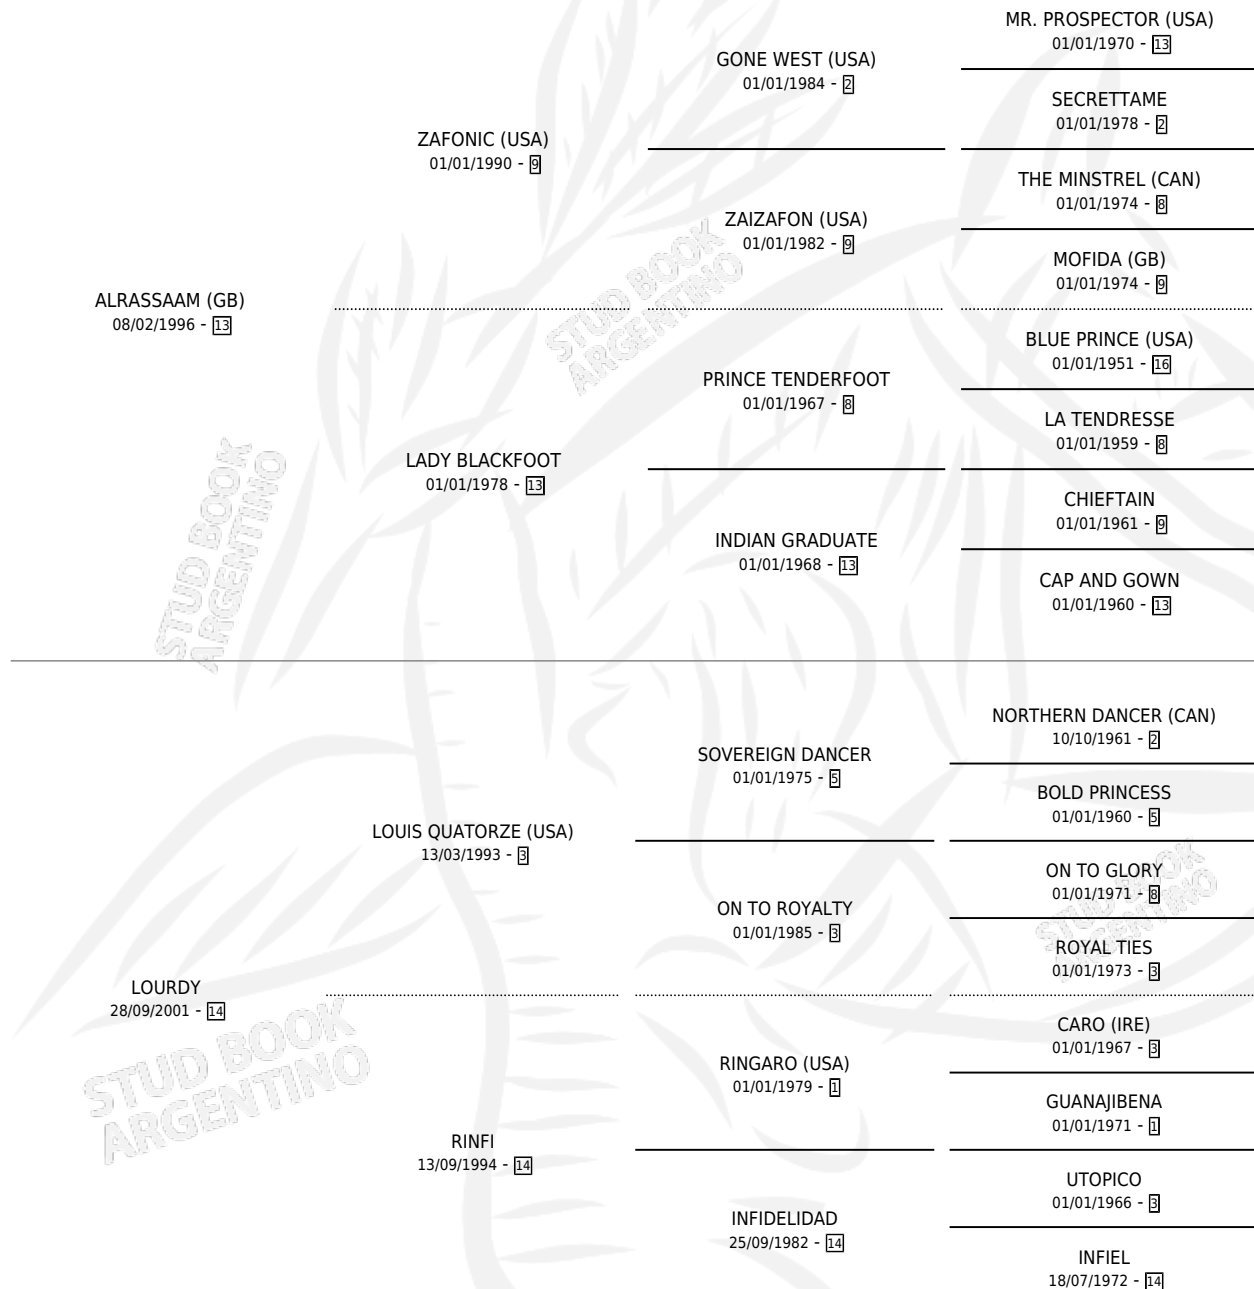 MR. PROSPECTOR (USA)
01/01/1970 - 13
GONE WEST (USA)
01/01/1984 - 2
SECRETTAME
01/01/1978 - 2
ZAFONIC (USA)
01/01/1990 - 9
THE MINSTREL (CAN)
01/01/1974 - 8
ZAIZAFON (USA)
01/01/1982 - 9
MOFIDA (GB)
01/01/1974 - 9
STUD BOOK
ARGENTINO
ALRASSAAM (GB)
08/02/1996 - 13
BLUE PRINCE (USA)
01/01/1951 - 16
PRINCE TENDERFOOT
01/01/1967 - 8
LA TENDRESSE
01/01/1959 - 8
LADY BLACKFOOT
01/01/1978 - 13
CHIEFTAIN
01/01/1961 - 9
INDIAN GRADUATE
01/01/1968 - 13
CAP AND GOWN
01/01/1960 - 13
STUD BOOK
ARGENTINO
NORTHERN DANCER (CAN)
10/10/1961 - 2
SOVEREIGN DANCER
01/01/1975 - 5
BOLD PRINCESS
01/01/1960 - 5
LOUIS QUATORZE (USA)
13/03/1993 - 3
ON TO GLORY
01/01/1971 - 8
ON TO ROYALTY
01/01/1985 - 3
ROYAL TIES
01/01/1973 - 3
STUD BOOK
ARGENTINO
LOURDY
28/09/2001 - 14
CARO (IRE)
01/01/1967 - 3
RINGARO (USA)
01/01/1979 - 1
GUANAJIBENA
01/01/1971 - 1
STUD BOOK
ARGENTINO
RINFI
13/09/1994 - 14
UTOPICO
01/01/1966 - 3
INFIDELIDAD
25/09/1982 - 14
INFIEL
18/07/1972 - 14